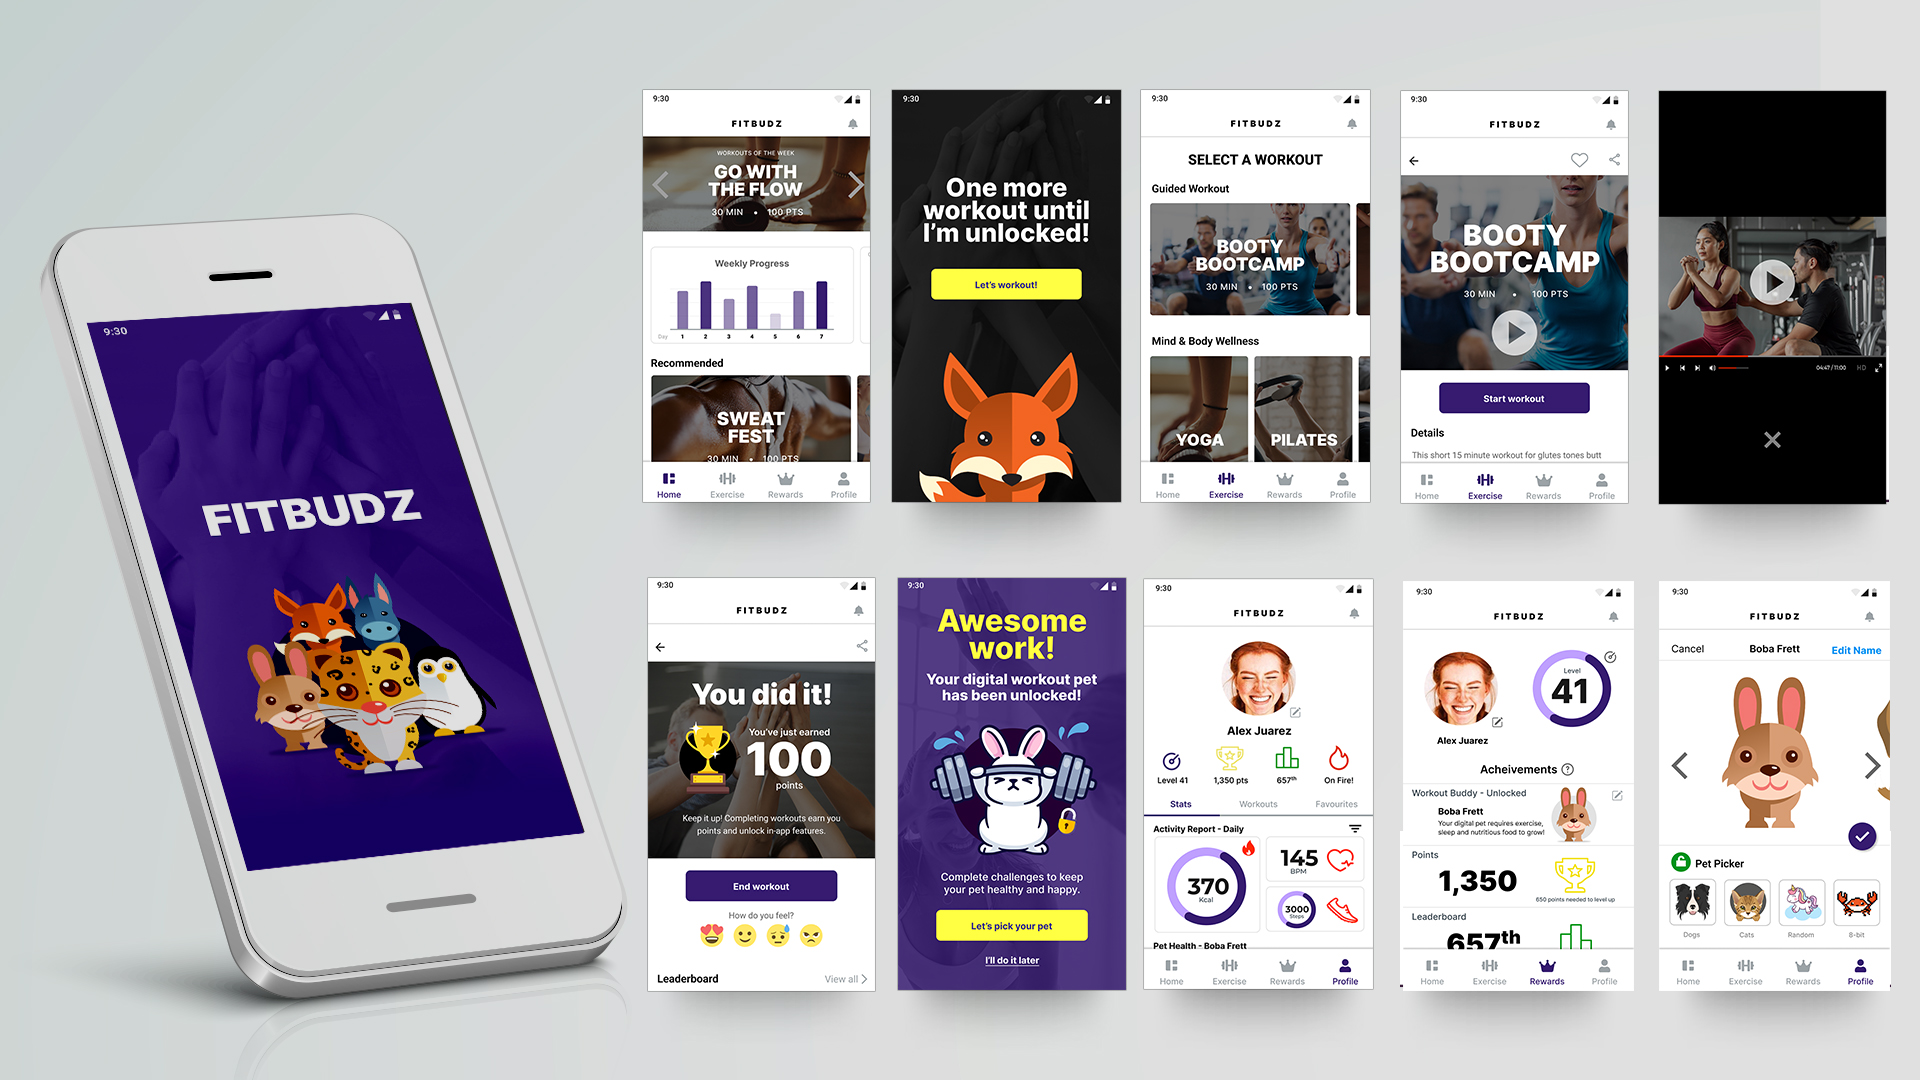 9:30
FITBUDZ
9:30
FITBUDZ
WORKOUTS OF THE WEEK
GO WITH
THE FLOW
30 MIN • 100 PTS
Weekly Progress
Day 1 2 3 4 5 6 7
Recommended
SWEAT
FEST
30 MIN • 100 PTS
Home Exercise Rewards Profile
9:30
One more
workout until
I'm unlocked!
Let's workout!
9:30
FITBUDZ
SELECT A WORKOUT
Guided Workout
BOOTY
BOOTCAMP
30 MIN • 100 PTS
Mind & Body Wellness
YOGA PILATES
Home Exercise Rewards Profile
9:30
FITBUDZ
BOOTY
BOOTCAMP
30 MIN • 100 PTS
Start workout
Details
This short 15 minute workout for glutes tones butt
Home Exercise Rewards Profile
04:47 / 11:00 HD
9:30
FITBUDZ
You did it!
You've just earned
100
points
Keep it up! Completing workouts earn you
points and unlock in-app features.
End workout
How do you feel?
Leaderboard View all
9:30
Awesome
work!
Your digital workout pet
has been unlocked!
Complete challenges to keep
your pet healthy and happy.
Let's pick your pet
I'll do it later
9:30
FITBUDZ
Alex Juarez
Level 41 1,350 pts 657th On Fire!
Stats Workouts Favourites
Activity Report - Daily
370
Kcal
145
BPM
3000
Steps
Pet Health - Boba Frett
Home Exercise Rewards Profile
9:30
FITBUDZ
Level
41
Alex Juarez
Acheivements ?
Workout Buddy - Unlocked
Boba Frett
Your digital pet requires exercise,
sleep and nutritious food to grow!
Points
1,350
650 points needed to level up
Leaderboard
657th
Home Exercise Rewards Profile
9:30
FITBUDZ
Cancel Boba Frett Edit Name
Pet Picker
Dogs Cats Random 8-bit
Home Exercise Rewards Profile